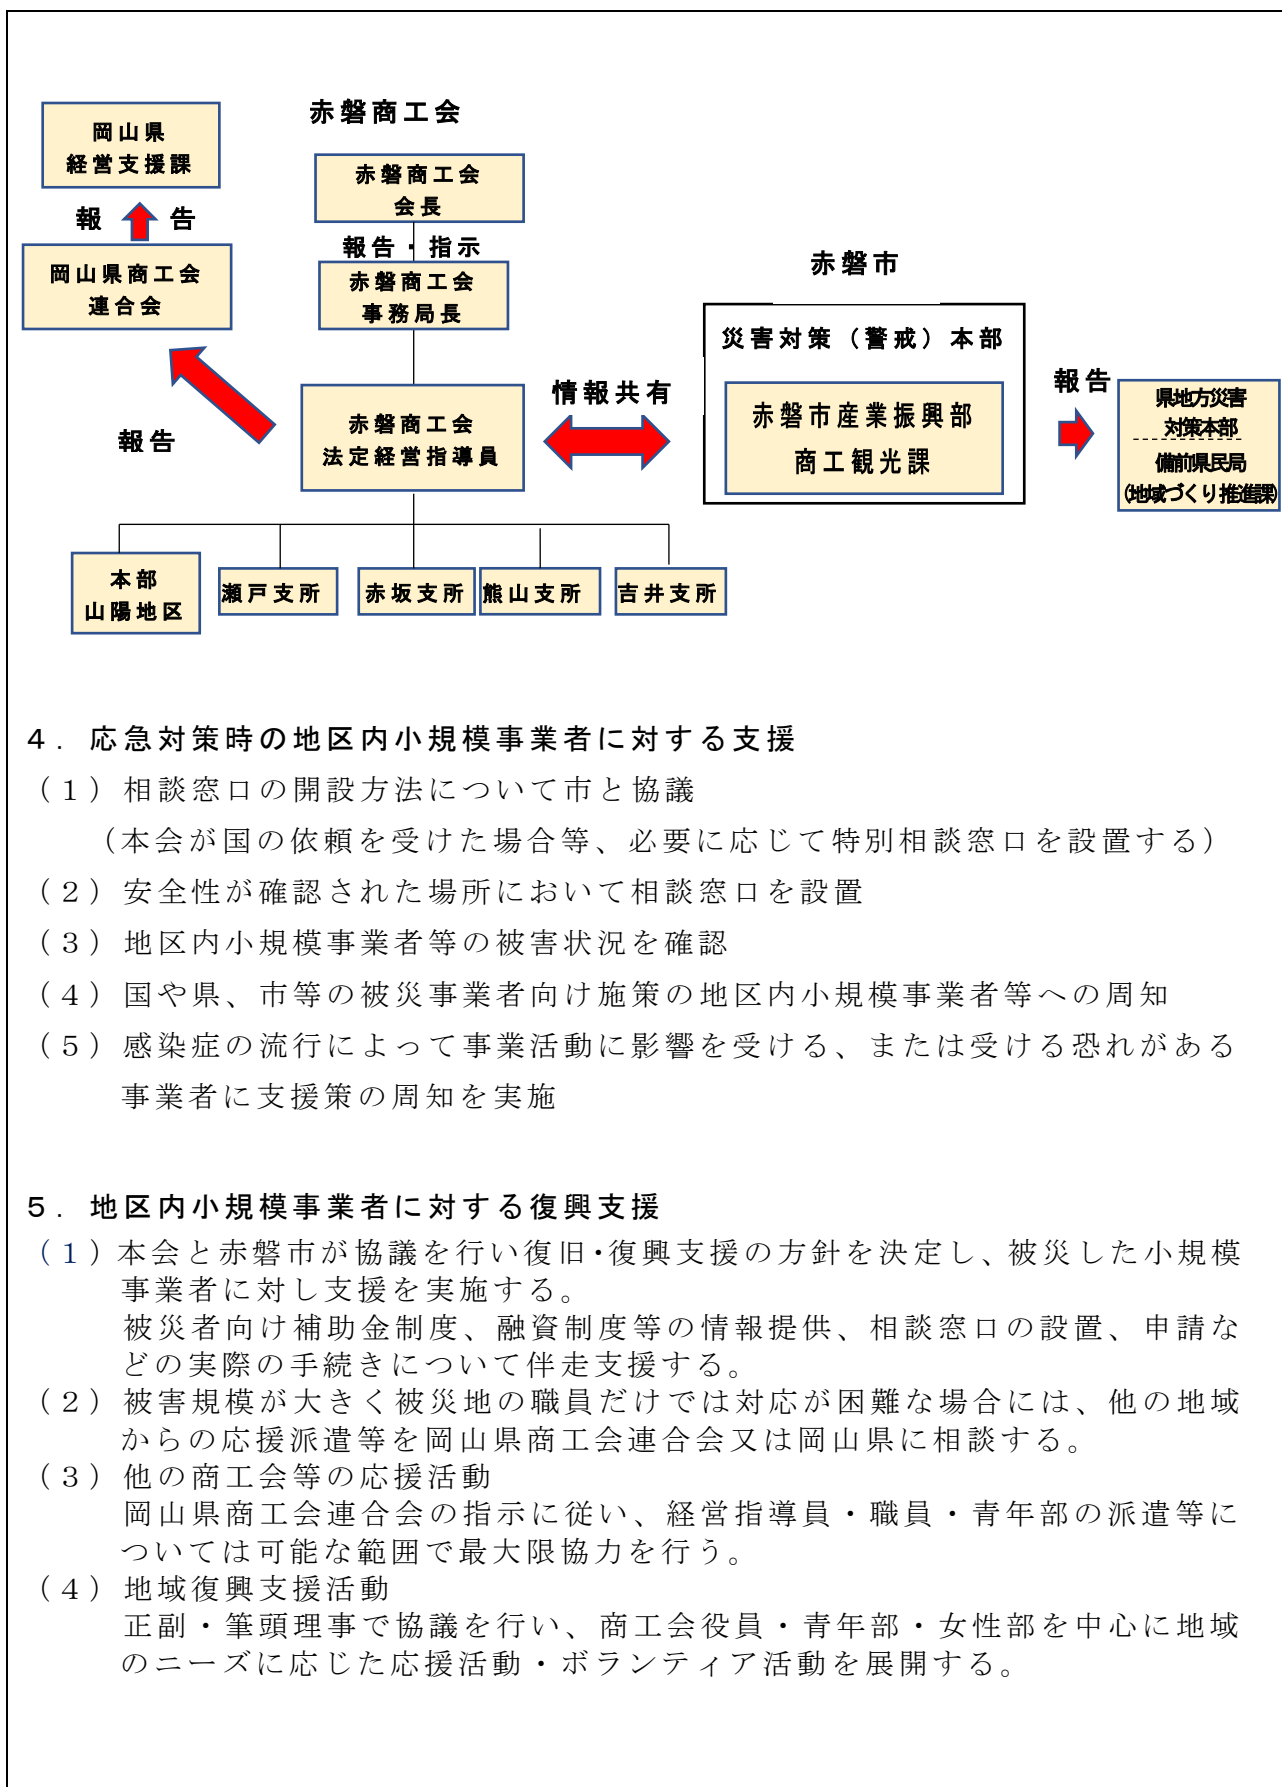 赤磐商工会
岡山県
経営支援課
報 告
岡山県商工会
連合会
報告
赤磐商工会
会長
報告・指示
赤磐商工会
事務局長
赤磐商工会
法定経営指導員
情報共有
赤磐市
災害対策（警戒）本部
赤磐市産業振興部
商工観光課
報告
県地方災害
対策本部
備前県民局
(地域づくり推進課)
本部
山陽地区
瀬戸支所
赤坂支所
熊山支所
吉井支所
４．応急対策時の地区内小規模事業者に対する支援
（１）相談窓口の開設方法について市と協議
（本会が国の依頼を受けた場合等、必要に応じて特別相談窓口を設置する）
（２）安全性が確認された場所において相談窓口を設置
（３）地区内小規模事業者等の被害状況を確認
（４）国や県、市等の被災事業者向け施策の地区内小規模事業者等への周知
（５）感染症の流行によって事業活動に影響を受ける、または受ける恐れがある
事業者に支援策の周知を実施
５．地区内小規模事業者に対する復興支援
（１）本会と赤磐市が協議を行い復旧・復興支援の方針を決定し、被災した小規模
事業者に対し支援を実施する。
被災者向け補助金制度、融資制度等の情報提供、相談窓口の設置、申請な
どの実際の手続きについて伴走支援する。
（２）被害規模が大きく被災地の職員だけでは対応が困難な場合には、他の地域
からの応援派遣等を岡山県商工会連合会又は岡山県に相談する。
（３）他の商工会等の応援活動
岡山県商工会連合会の指示に従い、経営指導員・職員・青年部の派遣等に
ついては可能な範囲で最大限協力を行う。
（４）地域復興支援活動
正副・筆頭理事で協議を行い、商工会役員・青年部・女性部を中心に地域
のニーズに応じた応援活動・ボランティア活動を展開する。